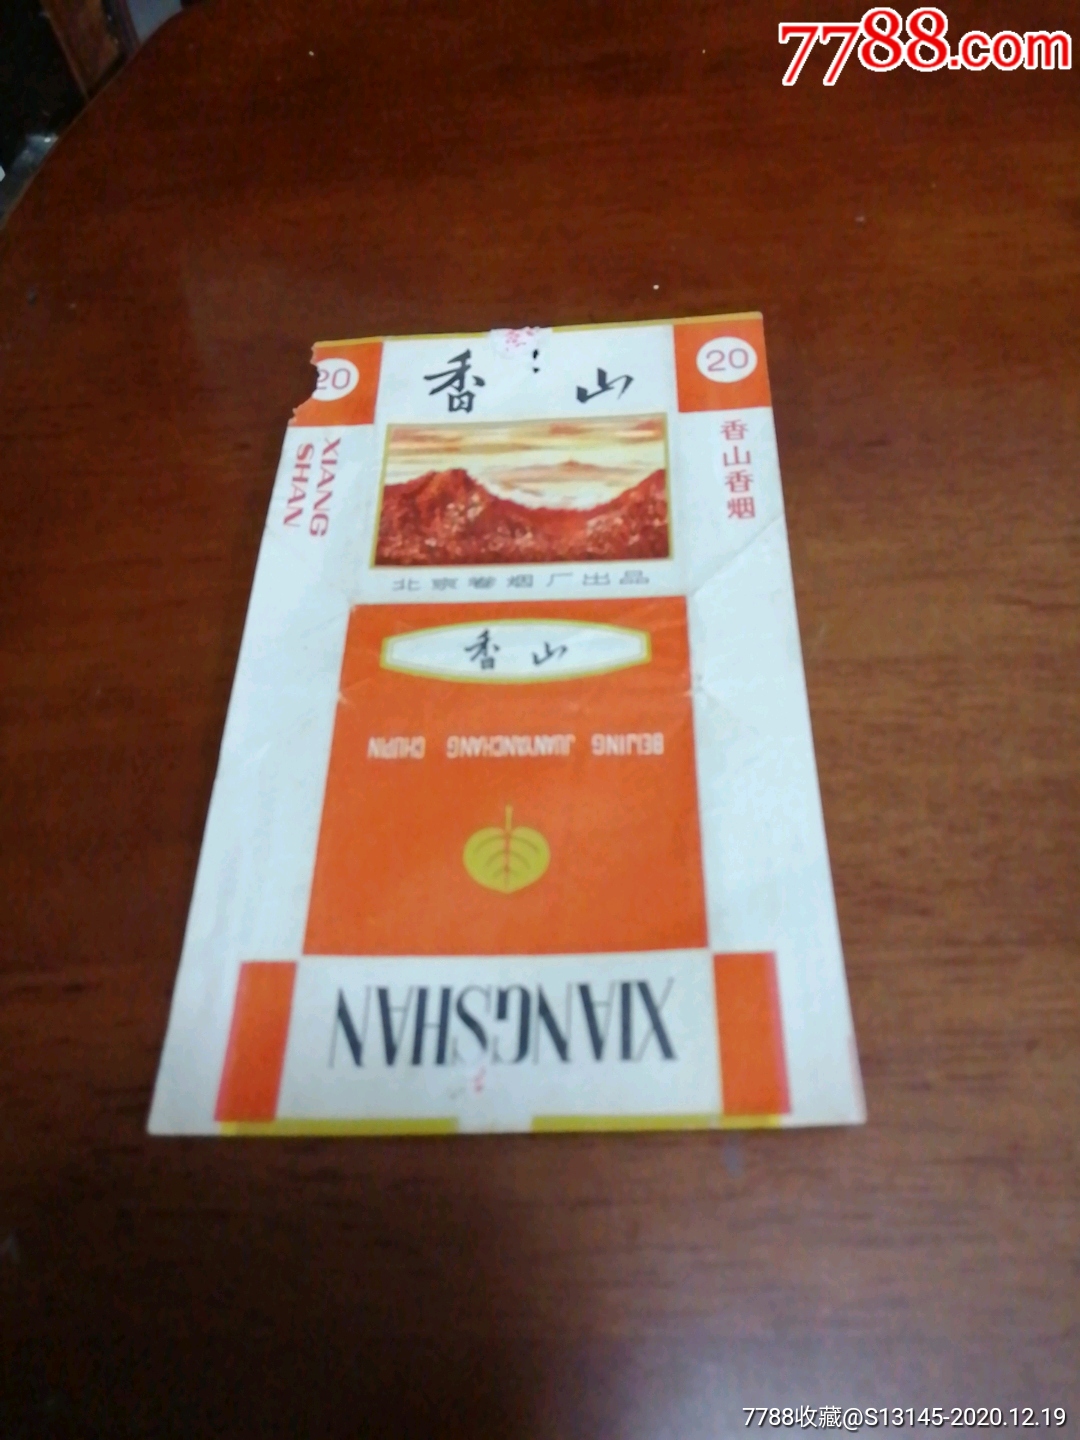 7788.com
20
香山
20
XIANG
SHAN
香山香烟
北京卷烟厂出品
香山
BEIJING JUANYANCHANG CHUPIN
XIANGSHAN
7788收藏@S13145-2020.12.19